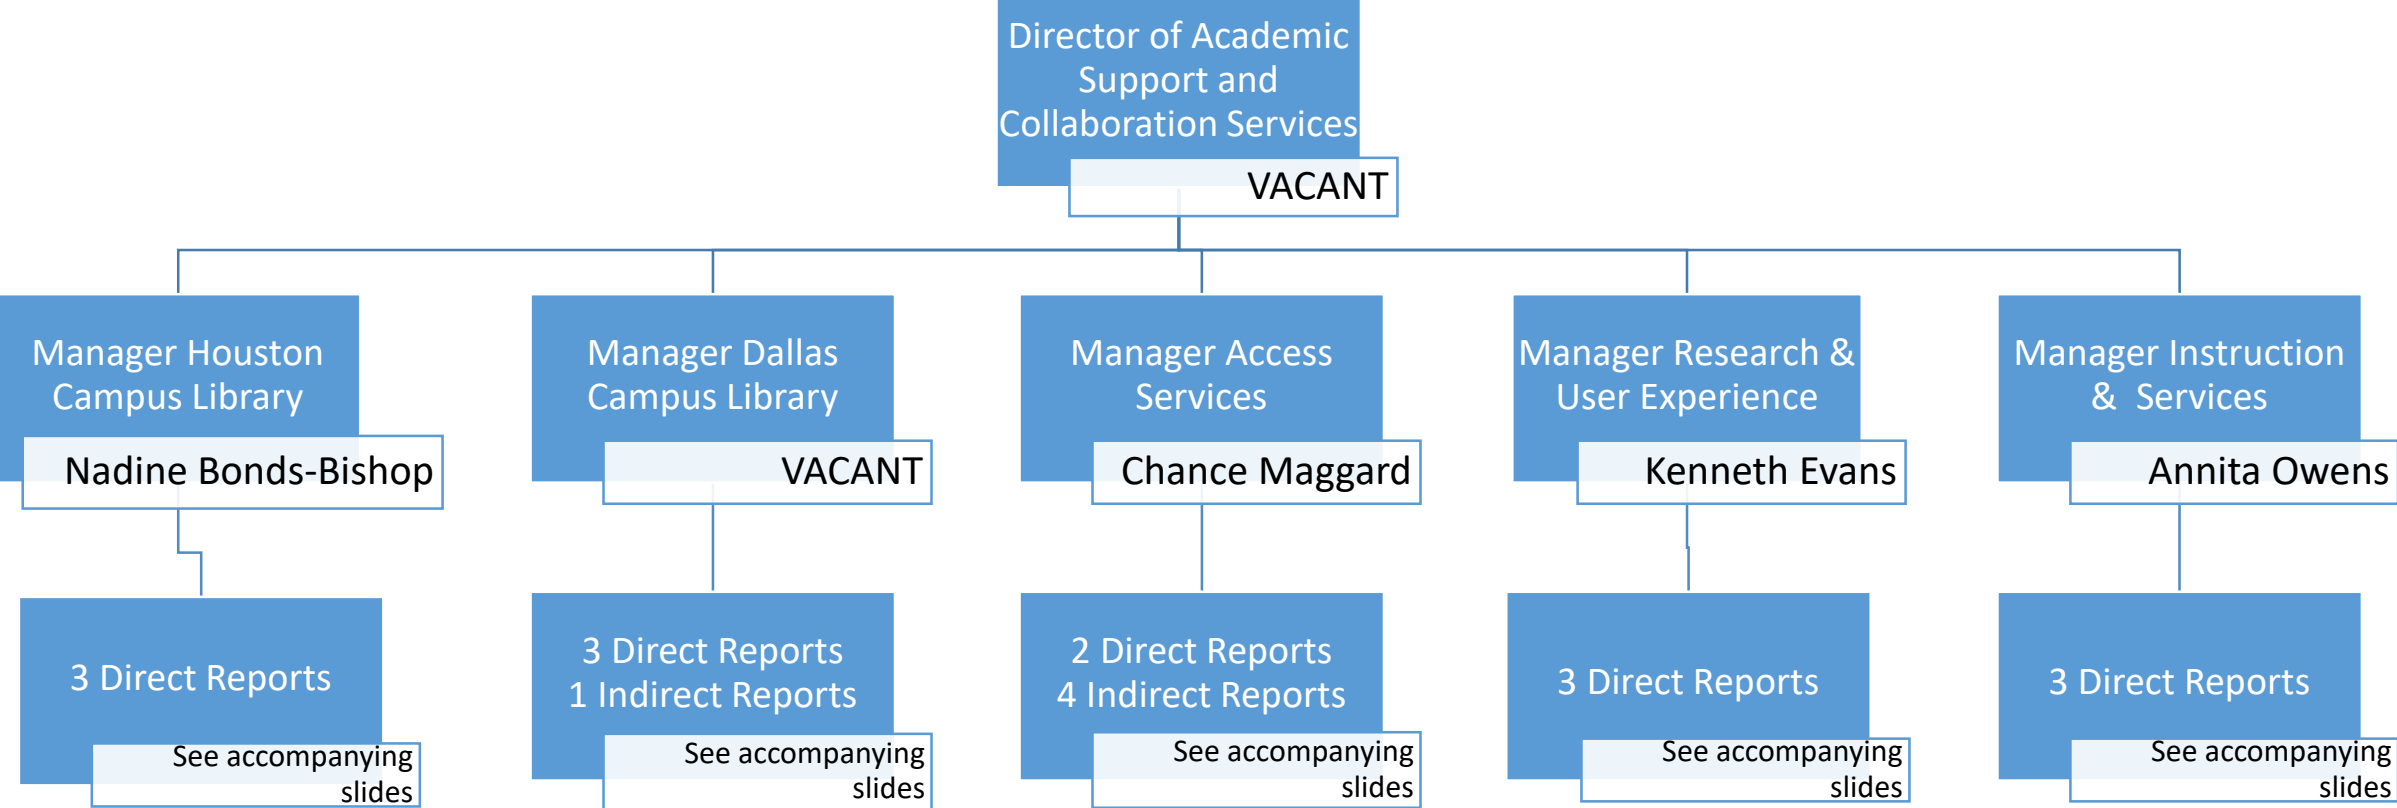 Director of Academic
Support and
Collaboration Services
VACANT
Manager Houston
Campus Library
Nadine Bonds-Bishop
Manager Dallas
Campus Library
VACANT
Manager Access
Services
Chance Maggard
Manager Research &
User Experience
Kenneth Evans
Manager Instruction
& Services
Annita Owens
3 Direct Reports
See accompanying
slides
3 Direct Reports
1 Indirect Reports
See accompanying
slides
2 Direct Reports
4 Indirect Reports
See accompanying
slides
3 Direct Reports
See accompanying
slides
3 Direct Reports
See accompanying
slides